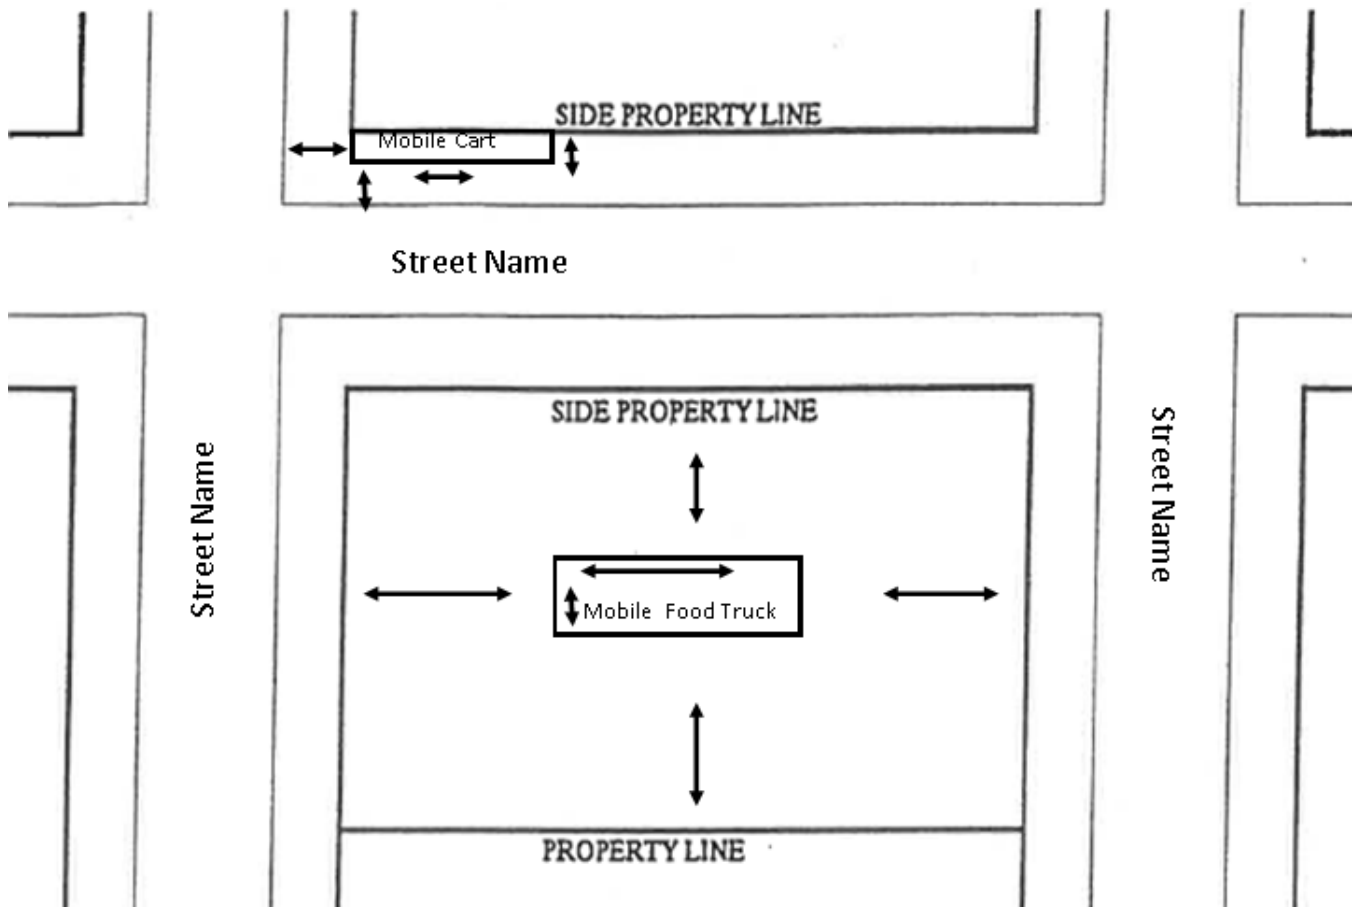 SIDE PROPERTY LINE
Mobile Cart
Street Name
SIDE PROPERTY LINE
Street Name
Street Name
Mobile Food Truck
PROPERTY LINE